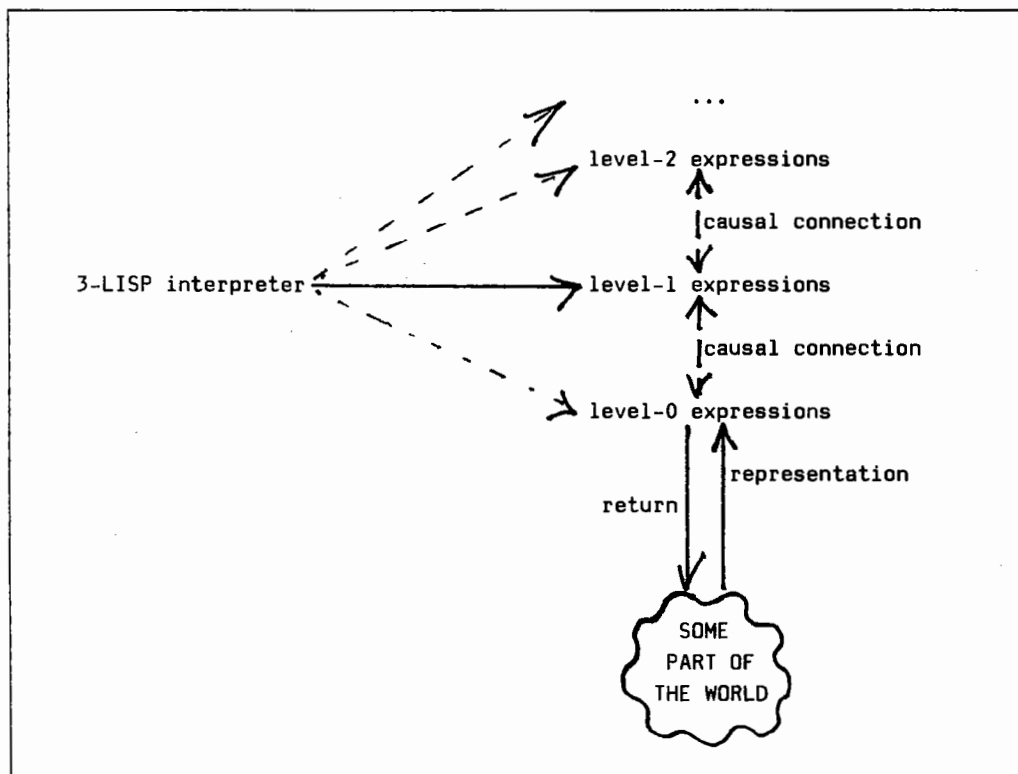 ...
level-2 expressions
causal connection
3-LISP interpreter
level-1 expressions
causal connection
level-0 expressions
representation
return
SOME
PART OF
THE WORLD